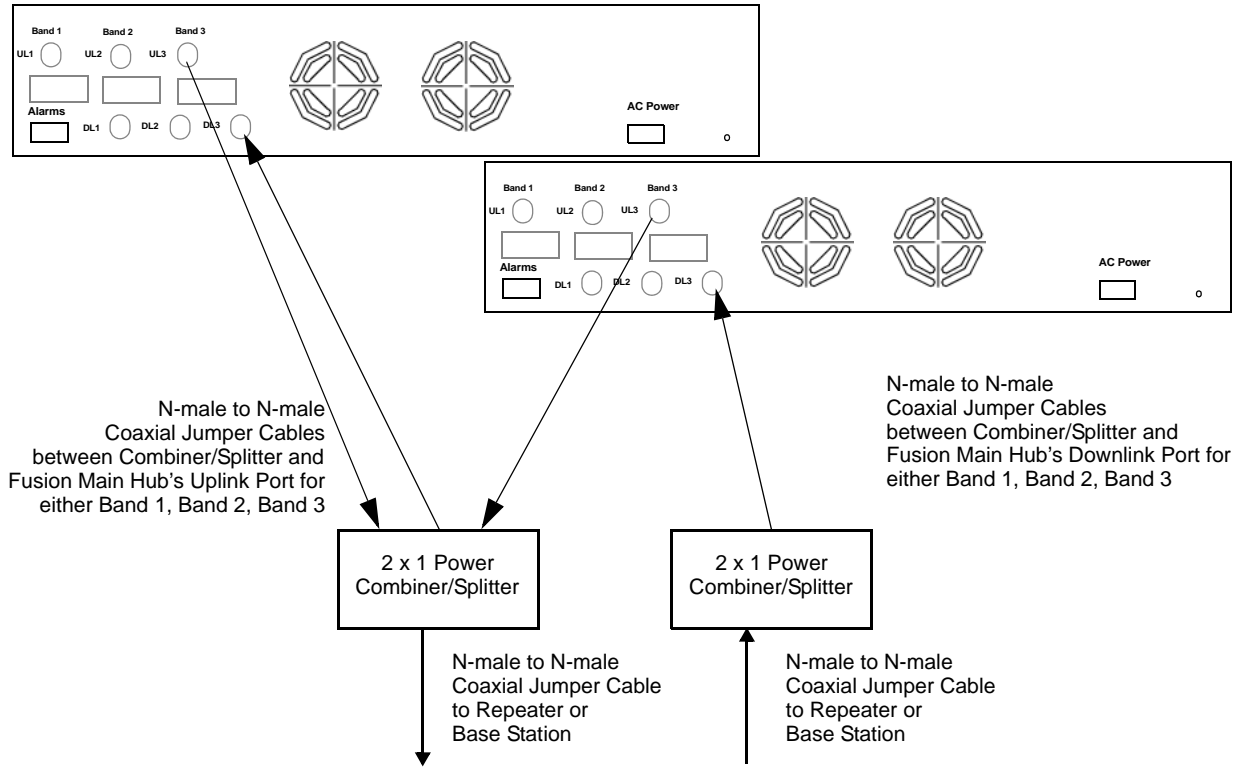 Band 1 Band 2 Band 3
UL1 UL2 UL3
Alarms
AC Power
DL1 DL2 DL3
Band 1 Band 2 Band 3
UL1 UL2 UL3
Alarms
AC Power
DL1 DL2 DL3
N-male to N-male
Coaxial Jumper Cables
between Combiner/Splitter and
Fusion Main Hub's Uplink Port for
either Band 1, Band 2, Band 3
N-male to N-male
Coaxial Jumper Cables
between Combiner/Splitter and
Fusion Main Hub's Downlink Port for
either Band 1, Band 2, Band 3
2 x 1 Power
Combiner/Splitter
2 x 1 Power
Combiner/Splitter
N-male to N-male
Coaxial Jumper Cable
to Repeater or
Base Station
N-male to N-male
Coaxial Jumper Cable
to Repeater or
Base Station